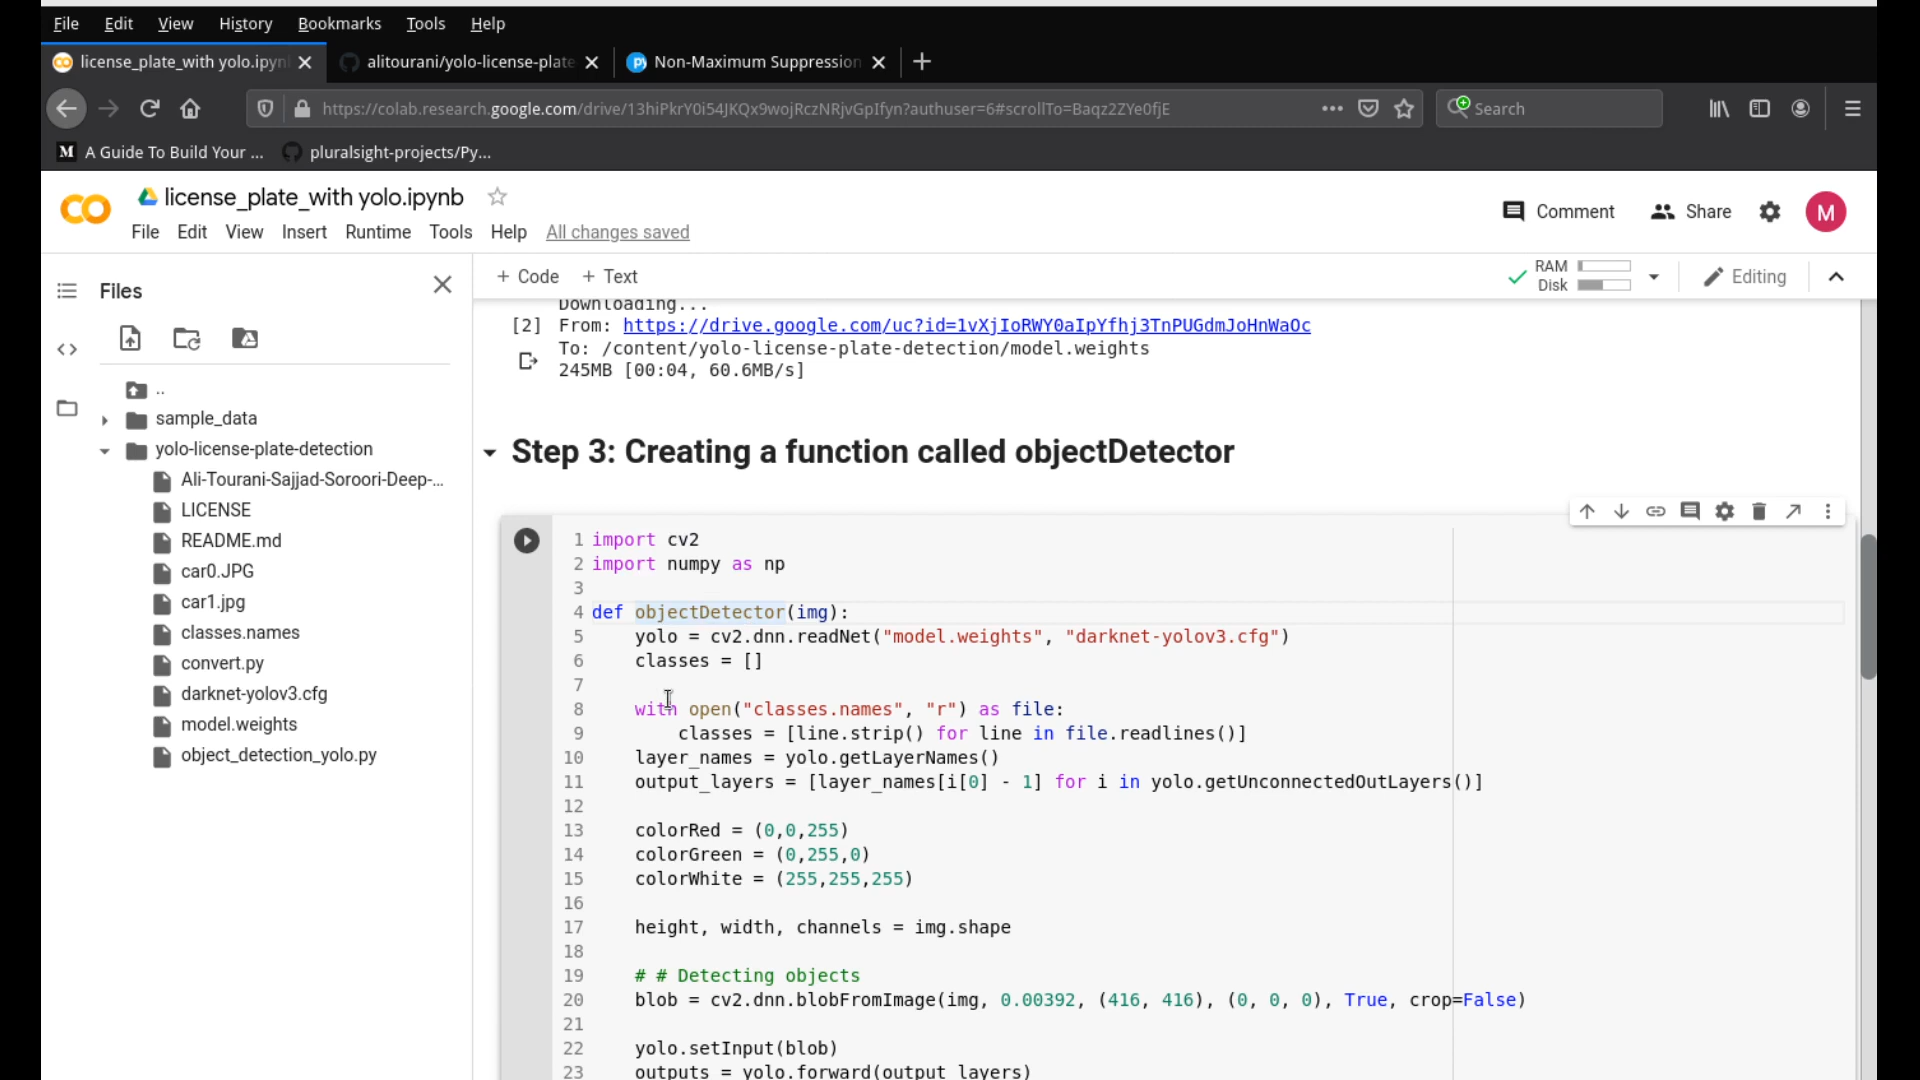 File Edit View History Bookmarks Tools Help
license_plate_with yolo.ipyn
alitourani/yolo-license-plate
Non-Maximum Suppression
https://colab.research.google.com/drive/13hiPkrY0i54JKQx9wojRczNRjvGpIfyn?authuser=6#scrollTo=Baqz2ZYe0fjE
Search
M A Guide To Build Your ...
pluralsight-projects/Py...
license_plate_with yolo.ipynb
File Edit View Insert Runtime Tools Help All changes saved
Comment
Share
M
Files
+ Code + Text
RAM
Disk
Editing
..
sample_data
yolo-license-plate-detection
Ali-Tourani-Sajjad-Soroori-Deep-...
LICENSE
README.md
car0.JPG
car1.jpg
classes.names
convert.py
darknet-yolov3.cfg
model.weights
object_detection_yolo.py
Downloading...
[2] From: https://drive.google.com/uc?id=1vXjIoRWY0aIpYfhj3TnPUGdmJoHnWaOc
To: /content/yolo-license-plate-detection/model.weights
245MB [00:04, 60.6MB/s]
Step 3: Creating a function called objectDetector
1 import cv2
2 import numpy as np
3
4 def objectDetector(img):
5 yolo = cv2.dnn.readNet("model.weights", "darknet-yolov3.cfg")
6 classes = []
7
8 with open("classes.names", "r") as file:
9 classes = [line.strip() for line in file.readlines()]
10 layer_names = yolo.getLayerNames()
11 output_layers = [layer_names[i[0] - 1] for i in yolo.getUnconnectedOutLayers()]
12
13 colorRed = (0,0,255)
14 colorGreen = (0,255,0)
15 colorWhite = (255,255,255)
16
17 height, width, channels = img.shape
18
19 # # Detecting objects
20 blob = cv2.dnn.blobFromImage(img, 0.00392, (416, 416), (0, 0, 0), True, crop=False)
21
22 yolo.setInput(blob)
23 outputs = yolo.forward(output_layers)